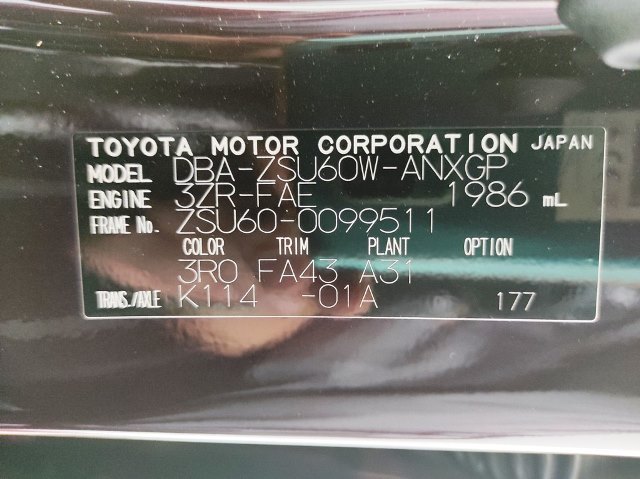 TOYOTA MOTOR CORPORATION JAPAN
MODEL DBA-ZSU60W-ANXGP
ENGINE 3ZR-FAE 1986 mL
FRAME No. ZSU60-0099511
COLOR TRIM PLANT OPTION
3R0 FA43 A31
TRANS./AXLE K114 -01A 177